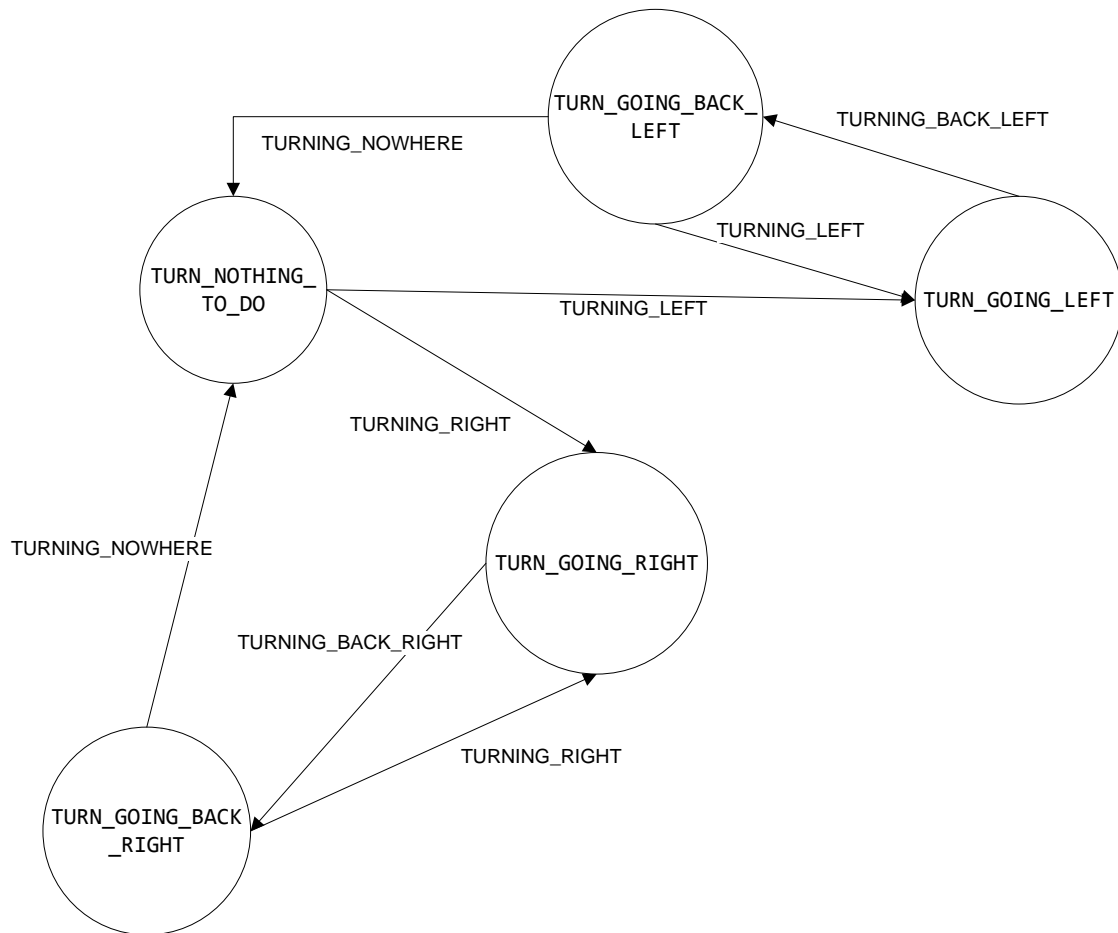 TURN_GOING_BACK_
LEFT
TURNING_BACK_LEFT
TURNING_NOWHERE
TURNING_LEFT
TURN_NOTHING_
TO_DO
TURN_GOING_LEFT
TURNING_LEFT
TURNING_RIGHT
TURNING_NOWHERE
TURN_GOING_RIGHT
TURNING_BACK_RIGHT
TURNING_RIGHT
TURN_GOING_BACK
_RIGHT